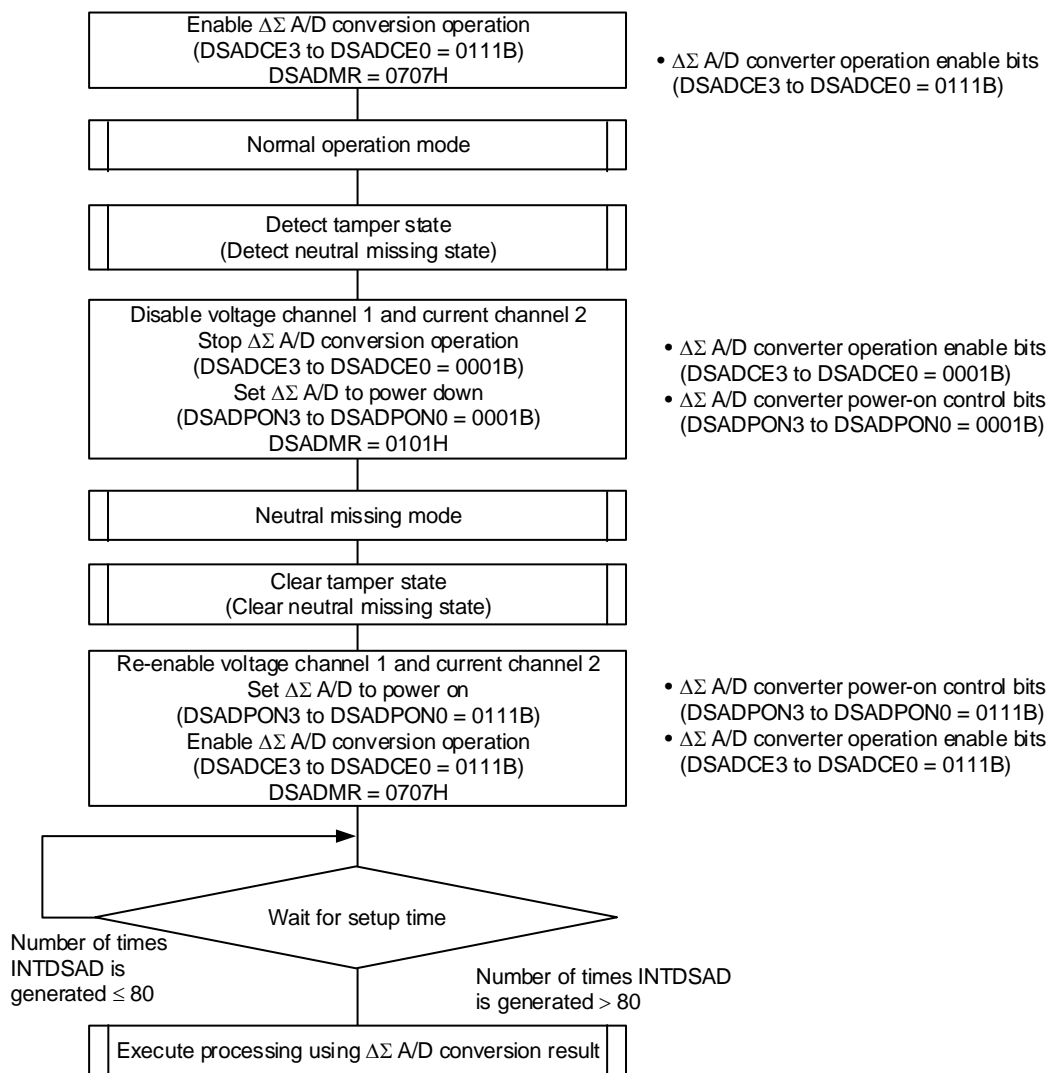 Enable ΔΣ A/D conversion operation
(DSADCE3 to DSADCE0 = 0111B)
DSADMR = 0707H
• ΔΣ A/D converter operation enable bits
(DSADCE3 to DSADCE0 = 0111B)
Normal operation mode
Detect tamper state
(Detect neutral missing state)
Disable voltage channel 1 and current channel 2
Stop ΔΣ A/D conversion operation
(DSADCE3 to DSADCE0 = 0001B)
Set ΔΣ A/D to power down
(DSADPON3 to DSADPON0 = 0001B)
DSADMR = 0101H
• ΔΣ A/D converter operation enable bits
(DSADCE3 to DSADCE0 = 0001B)
• ΔΣ A/D converter power-on control bits
(DSADPON3 to DSADPON0 = 0001B)
Neutral missing mode
Clear tamper state
(Clear neutral missing state)
Re-enable voltage channel 1 and current channel 2
Set ΔΣ A/D to power on
(DSADPON3 to DSADPON0 = 0111B)
Enable ΔΣ A/D conversion operation
(DSADCE3 to DSADCE0 = 0111B)
DSADMR = 0707H
• ΔΣ A/D converter power-on control bits
(DSADPON3 to DSADPON0 = 0111B)
• ΔΣ A/D converter operation enable bits
(DSADCE3 to DSADCE0 = 0111B)
Wait for setup time
Number of times
INTDSAD is
generated ≤ 80
Number of times INTDSAD
is generated > 80
Execute processing using ΔΣ A/D conversion result